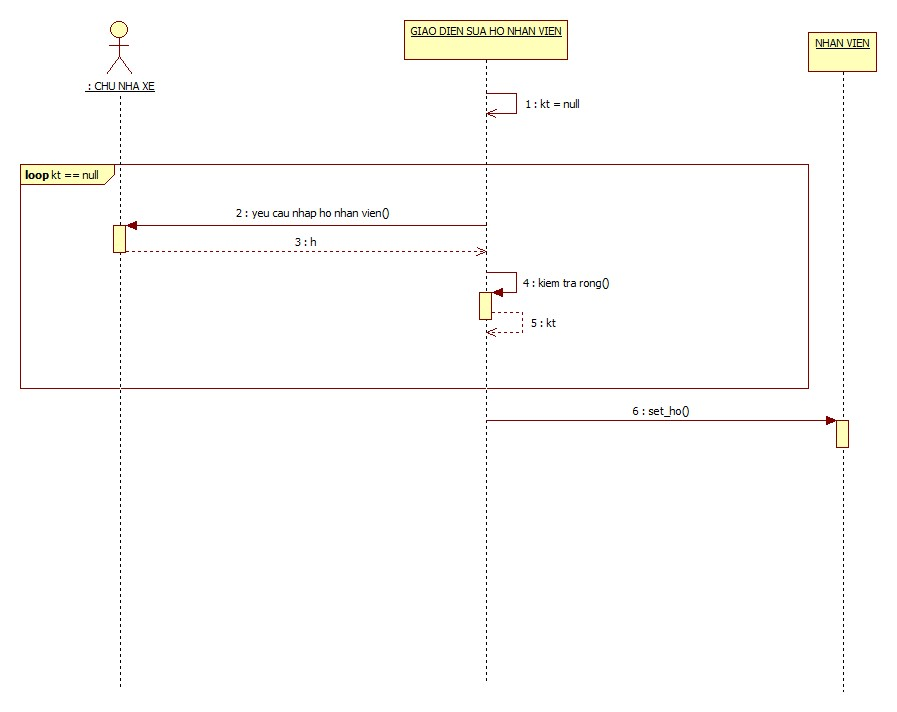 GIAO DIEN SUA HO NHAN VIEN
NHAN VIEN
: CHU NHA XE
1 : kt = null
loop kt == null
2 : yeu cau nhap ho nhan vien()
3 : h
4 : kiem tra rong()
5 : kt
6 : set_ho()